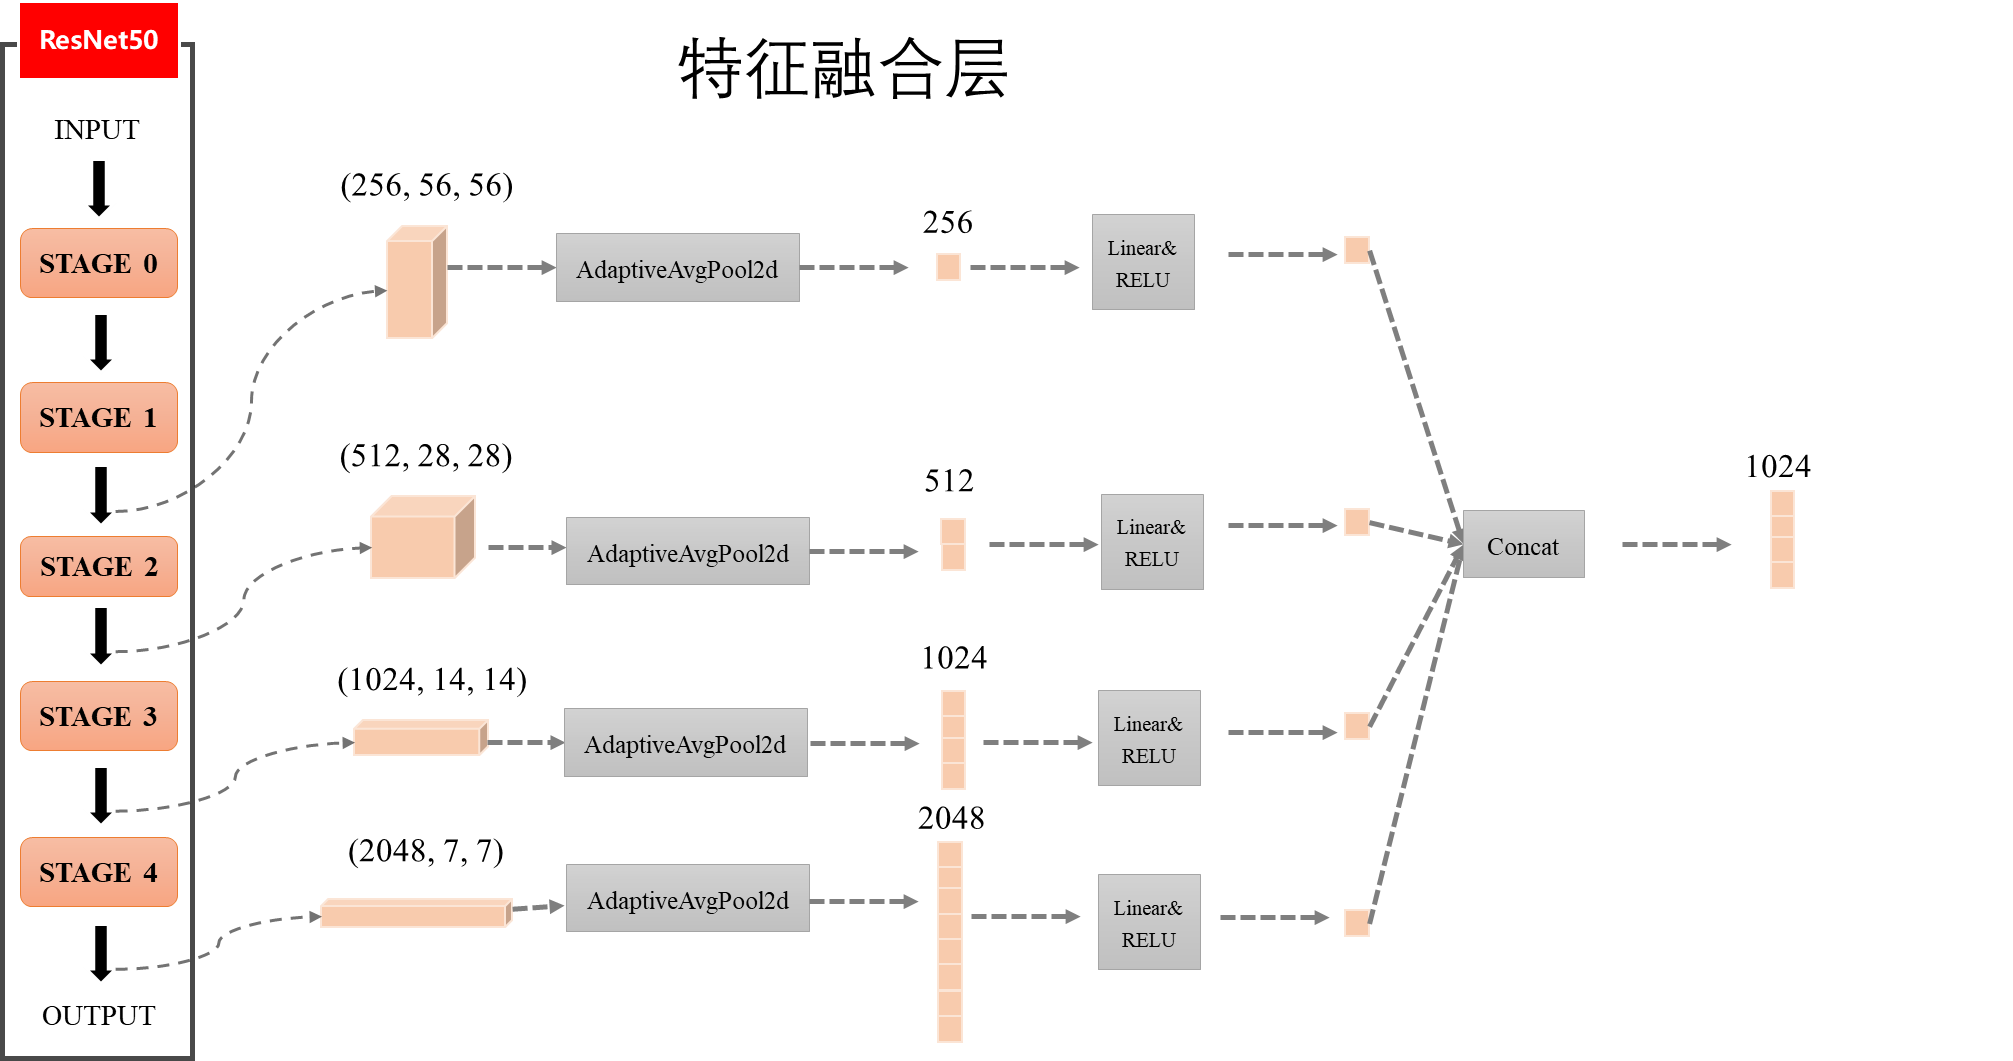 ResNet50
特征融合层
INPUT
STAGE 0
STAGE 1
STAGE 2
STAGE 3
STAGE 4
OUTPUT
(256, 56, 56)
AdaptiveAvgPool2d
256
Linear&
RELU
(512, 28, 28)
AdaptiveAvgPool2d
512
Linear&
RELU
(1024, 14, 14)
AdaptiveAvgPool2d
1024
Linear&
RELU
(2048, 7, 7)
AdaptiveAvgPool2d
2048
Linear&
RELU
Concat
1024